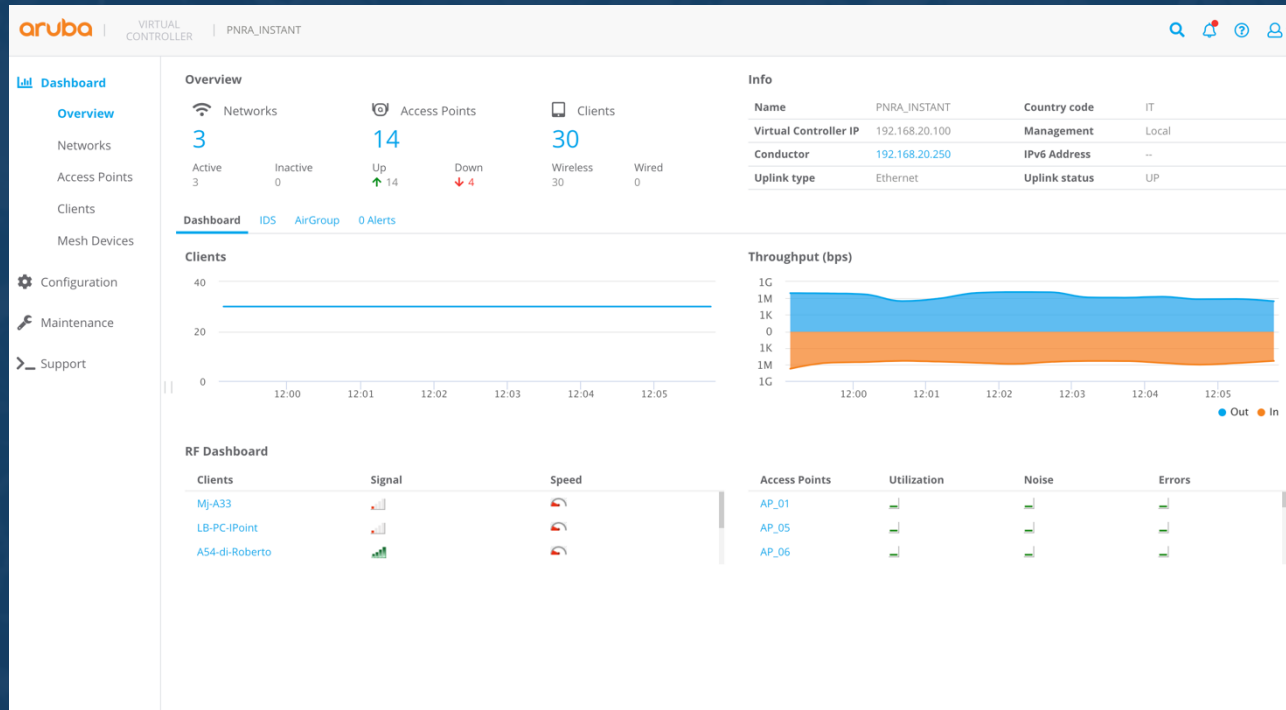 aruba VIRTUAL CONTROLLER PNRA_INSTANT
Dashboard
Overview
Networks
Access Points
Clients
Mesh Devices
Configuration
Maintenance
Support
Overview
Networks Access Points Clients
3 14 30
Active Inactive Up Down Wireless Wired
3 0 14 4 30 0
Info
Name PNRA_INSTANT Country code IT
Virtual Controller IP 192.168.20.100 Management Local
Conductor 192.168.20.250 IPv6 Address --
Uplink type Ethernet Uplink status UP
Dashboard IDS AirGroup 0 Alerts
Clients
40
20
0
12:00 12:01 12:02 12:03 12:04 12:05
Throughput (bps)
1G
1M
1K
0
1K
1M
1G
12:00 12:01 12:02 12:03 12:04 12:05
Out In
RF Dashboard
Clients Signal Speed
Mj-A33
LB-PC-IPoint
A54-di-Roberto
Access Points Utilization Noise Errors
AP_01
AP_05
AP_06